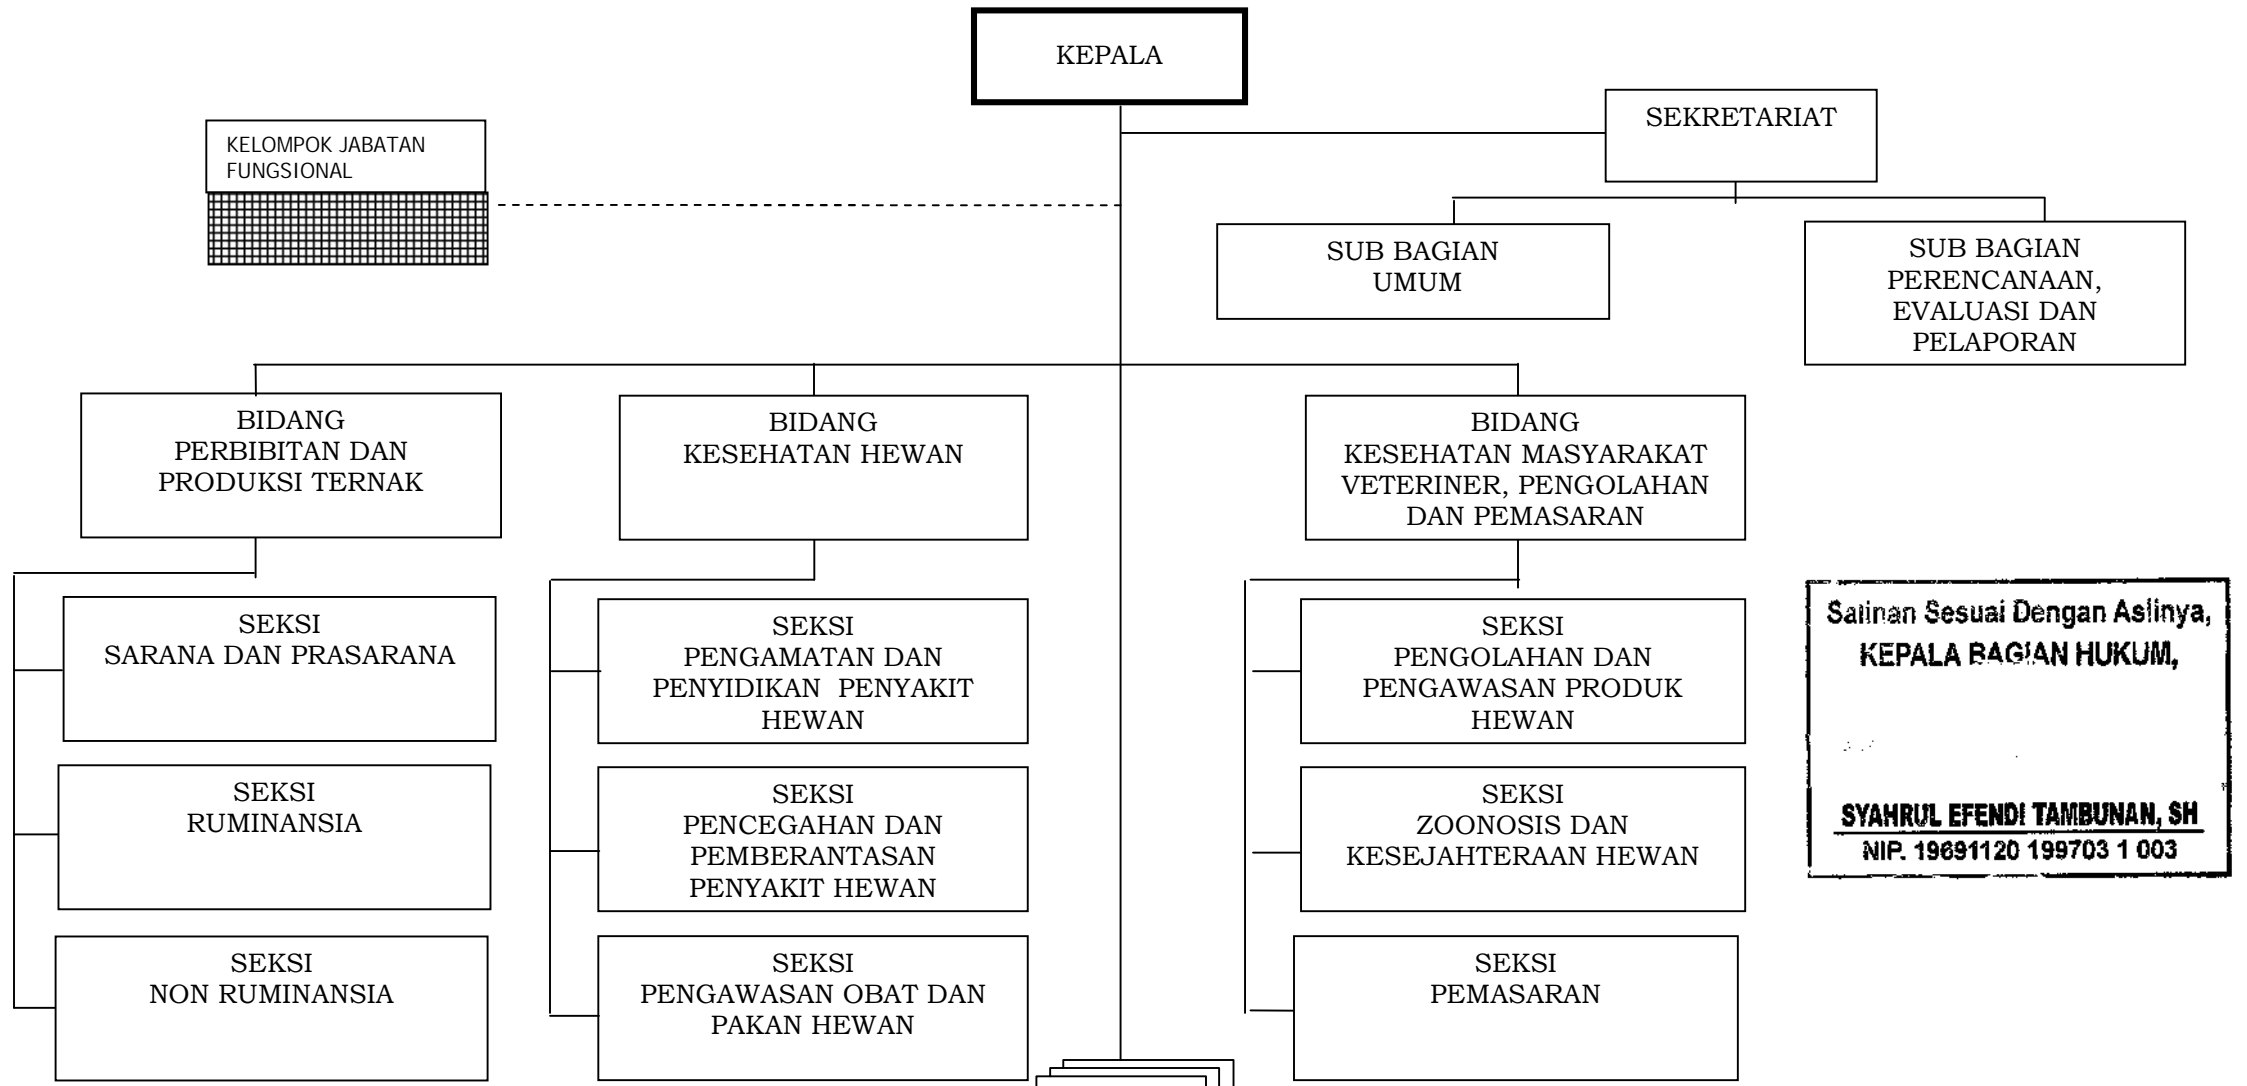 KEPALA
SEKRETARIAT
KELOMPOK JABATAN
FUNGSIONAL
SUB BAGIAN
UMUM
SUB BAGIAN
PERENCANAAN,
EVALUASI DAN
PELAPORAN
BIDANG
PERBIBITAN DAN
PRODUKSI TERNAK
BIDANG
KESEHATAN HEWAN
BIDANG
KESEHATAN MASYARAKAT
VETERINER, PENGOLAHAN
DAN PEMASARAN
SEKSI
SARANA DAN PRASARANA
SEKSI
RUMINANSIA
SEKSI
NON RUMINANSIA
SEKSI
PENGAMATAN DAN
PENYIDIKAN  PENYAKIT
HEWAN
SEKSI
PENCEGAHAN DAN
PEMBERANTASAN
PENYAKIT HEWAN
SEKSI
PENGAWASAN OBAT DAN
PAKAN HEWAN
SEKSI
PENGOLAHAN DAN
PENGAWASAN PRODUK
HEWAN
SEKSI
ZOONOSIS DAN
KESEJAHTERAAN HEWAN
SEKSI
PEMASARAN
Salinan Sesuai Dengan Aslinya,
KEPALA BAGIAN HUKUM,
SYAHRUL EFENDI TAMBUNAN, SH
NIP. 19691120 199703 1 003